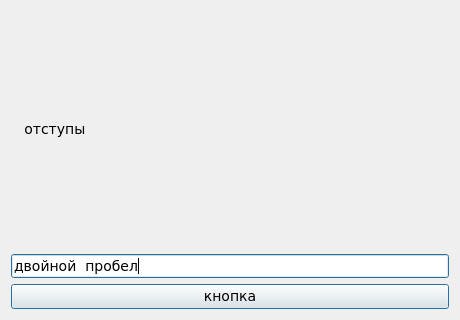 отступы
двойной  пробел
кнопка